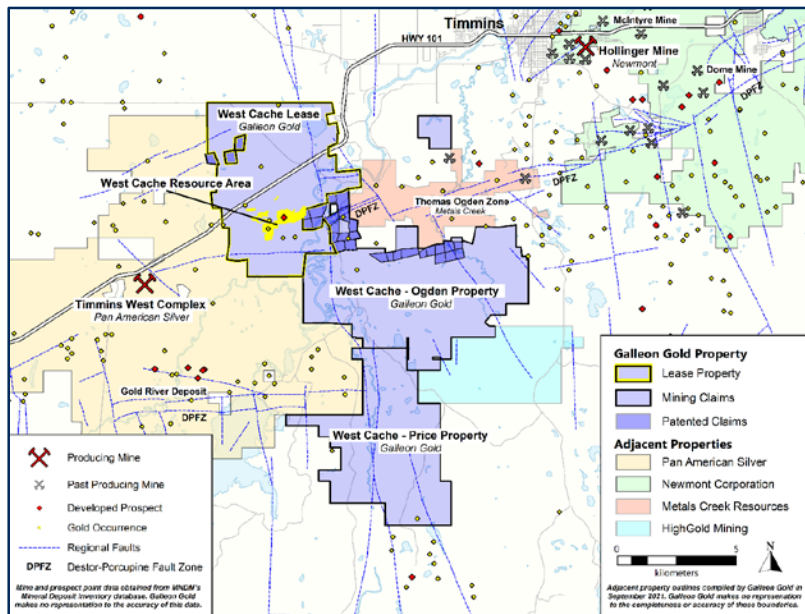 Timmins
McIntyre Mine
HWY 101
Hollinger Mine
Newmont
Dome Mine
DPFZ
West Cache Lease
Galleon Gold
West Cache Resource Area
DPFZ
Thomas Ogden Zone
Metals Creek
DPFZ
Timmins West Complex
Pan American Silver
West Cache - Ogden Property
Galleon Gold
Gold River Deposit
DPFZ
West Cache - Price Property
Galleon Gold
Producing Mine
Past Producing Mine
Developed Prospect
Gold Occurrence
Regional Faults
DPFZ Destor-Porcupine Fault Zone
Mine and prospect point data obtained from MNDM's
Mineral Deposit Inventory database. Galleon Gold
makes no representation to the accuracy of this data.
Galleon Gold Property
Lease Property
Mining Claims
Patented Claims
Adjacent Properties
Pan American Silver
Newmont Corporation
Metals Creek Resources
HighGold Mining
0 5
kilometers
N
Adjacent property outlines compiled by Galleon Gold in
September 2021. Galleon Gold makes no represenation
to the completeness or accuracy of these boundaries